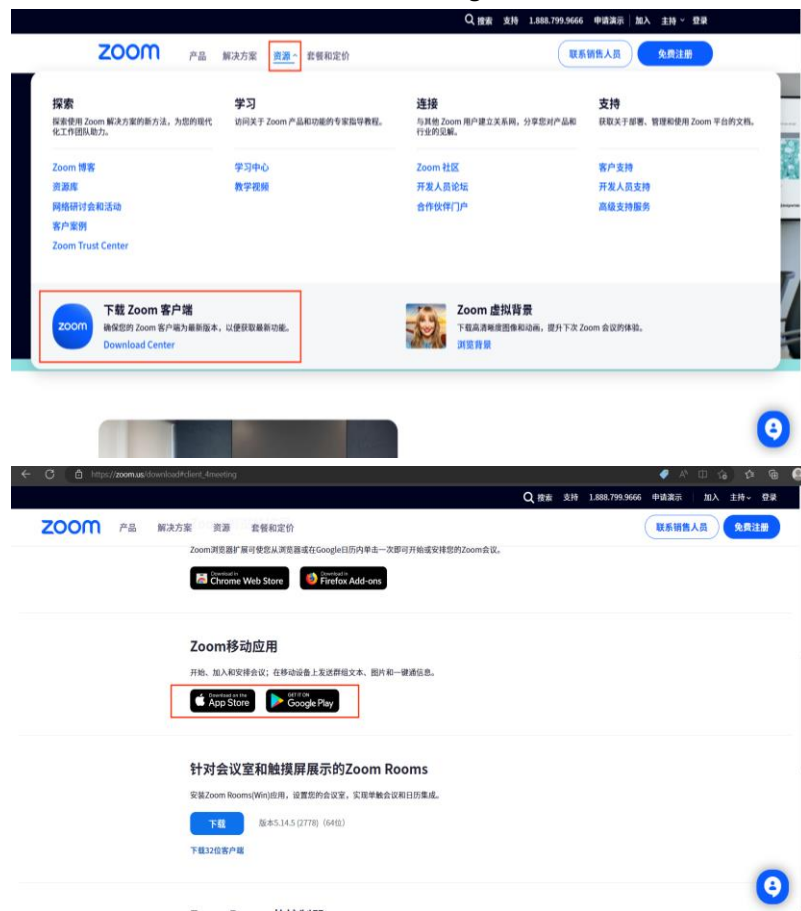 搜索 支持 1.888.799.9666 申请演示 加入 主持 登录
zoom 产品 解决方案 资源 套餐和定价 联系销售人员 免费注册
探索
探索使用 Zoom 解决方案的新方法，为您的现代
化工作团队助力。
Zoom 博客
资源库
网络研讨会和活动
客户案例
Zoom Trust Center
学习
访问关于 Zoom 产品和功能的专家指导教程。
学习中心
教学视频
连接
与其他 Zoom 用户建立关系网，分享您对产品和
行业的见解。
Zoom 社区
开发人员论坛
合作伙伴门户
支持
获取关于部署、管理和使用 Zoom 平台的文档。
客户支持
开发人员支持
高级支持服务
zoom
下载 Zoom 客户端
确保您的 Zoom 客户端为最新版本，以便获取最新功能。
Download Center
Zoom 虚拟背景
下载高清晰度图像和动画，提升下次 Zoom 会议的体验。
浏览背景
https://zoom.us/download#client_4meeting
搜索 支持 1.888.799.9666 申请演示 加入 主持 登录
zoom 产品 解决方案 资源 套餐和定价 联系销售人员 免费注册
Zoom浏览器扩展可使您从浏览器或在Google日历内单击一次即可开始或安排您的Zoom会议。
Download in Chrome Web Store
Download in Firefox Add-ons
Zoom移动应用
开始、加入和安排会议；在移动设备上发送群组文本、图片和一键通信息。
Download on the App Store
GET IT ON Google Play
针对会议室和触摸屏展示的Zoom Rooms
安装Zoom Rooms(Win)应用，设置您的会议室，实现单触会议和日历集成。
下载 版本5.14.5 (2778)（64位）
下载32位客户端